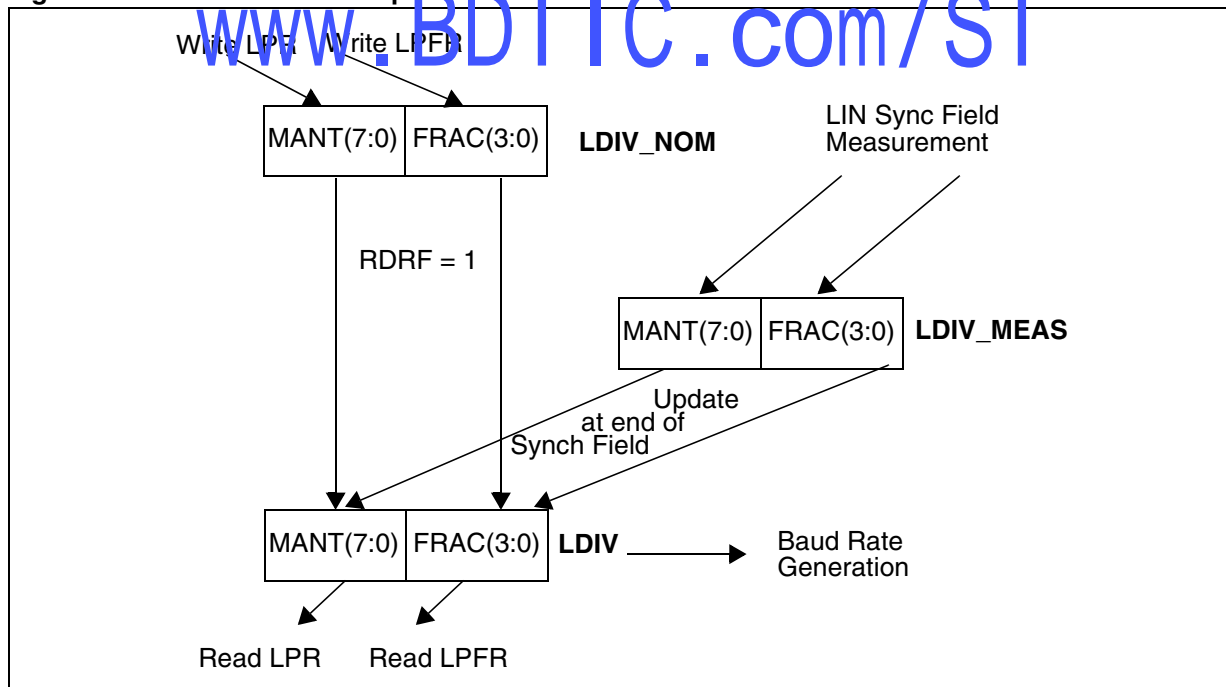 www.BDTIC.com/ST
Write LPR Write LPFR
MANT(7:0) FRAC(3:0) LDIV_NOM
LIN Sync Field
Measurement
RDRF = 1
MANT(7:0) FRAC(3:0) LDIV_MEAS
Update
at end of
Synch Field
MANT(7:0) FRAC(3:0) LDIV
Baud Rate
Generation
Read LPR Read LPFR